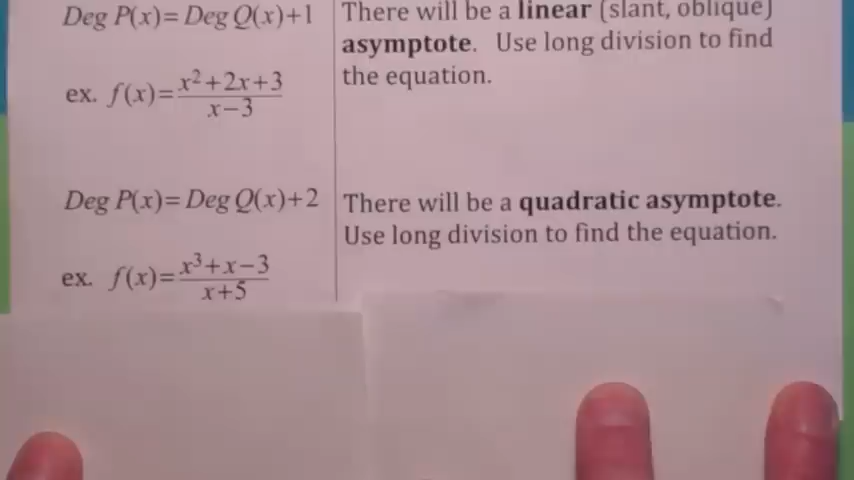 Deg P(x)= Deg Q(x)+1
There will be a linear (slant, oblique)
asymptote. Use long division to find
the equation.
ex. f(x)=x²+2x+3/x−3
Deg P(x)= Deg Q(x)+2
There will be a quadratic asymptote.
Use long division to find the equation.
ex. f(x)=x³+x−3/x+5